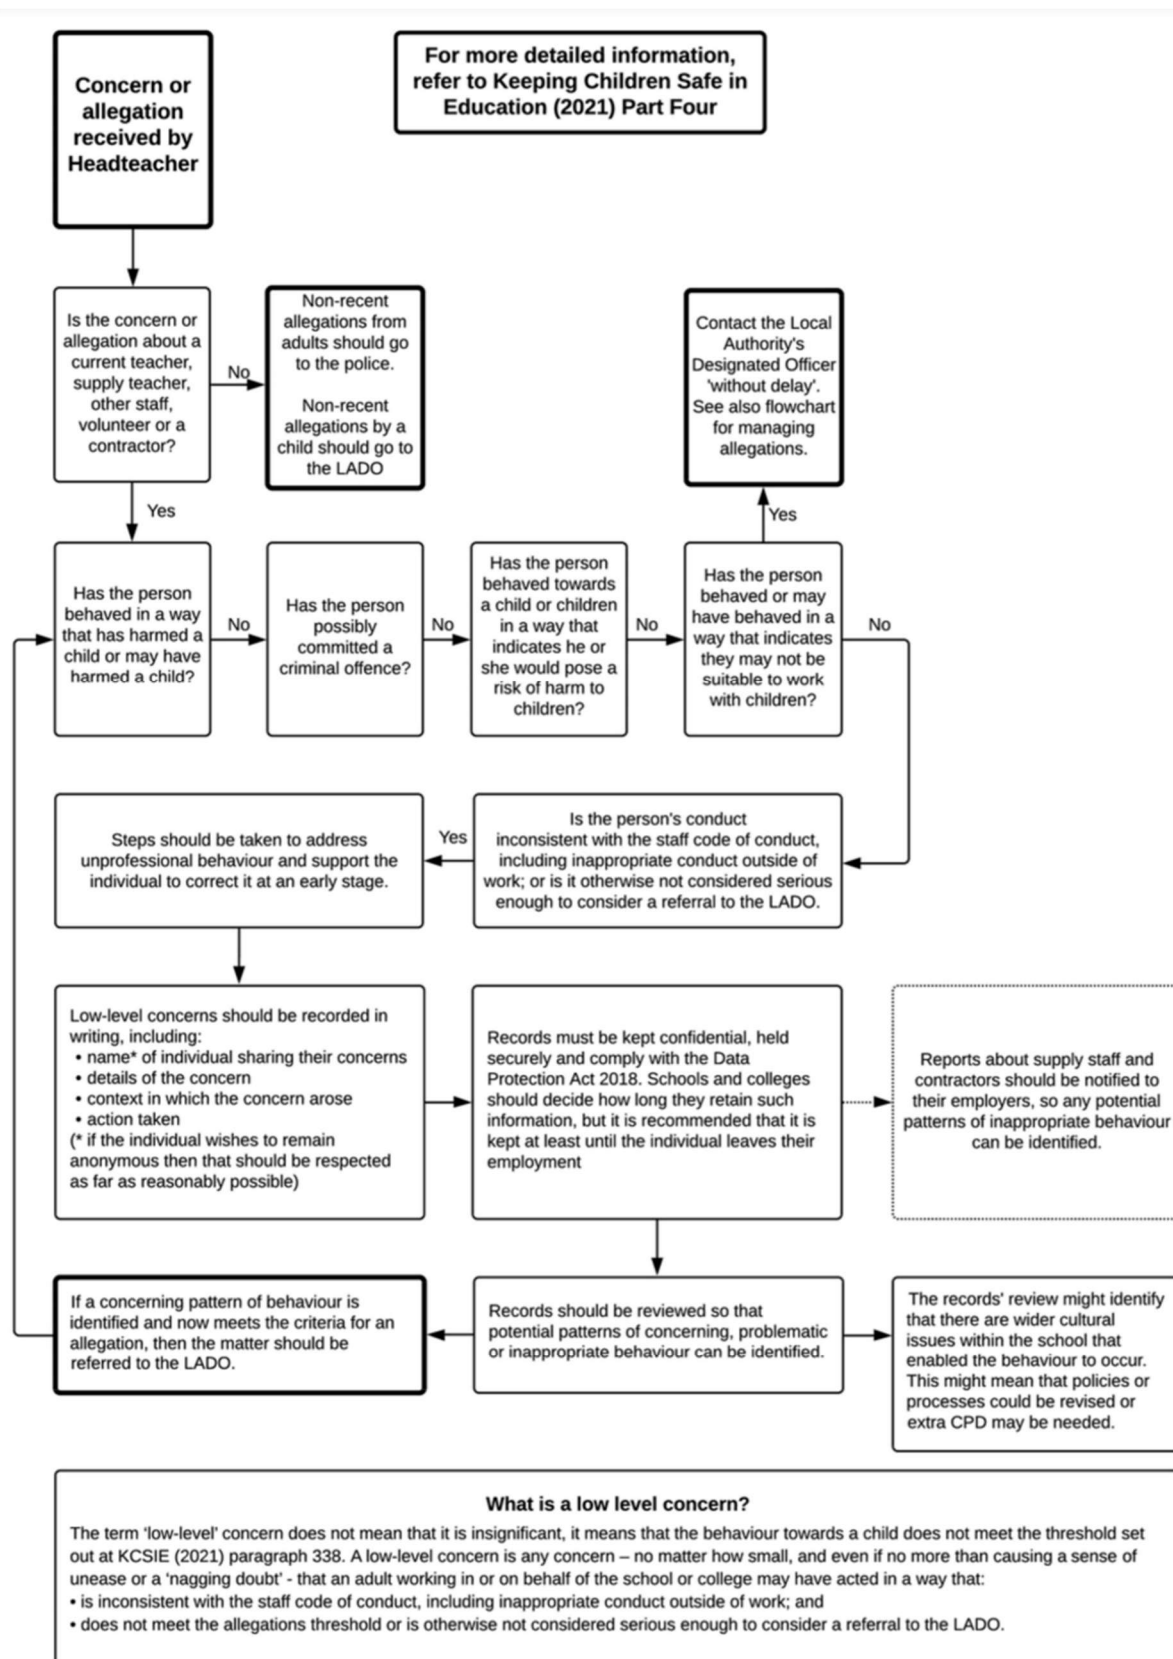 Concern or
allegation
received by
Headteacher
For more detailed information,
refer to Keeping Children Safe in
Education (2021) Part Four
Is the concern or
allegation about a
current teacher,
supply teacher,
other staff,
volunteer or a
contractor?
No
Non-recent
allegations from
adults should go
to the police.
Non-recent
allegations by a
child should go to
the LADO
Contact the Local
Authority's
Designated Officer
'without delay'.
See also flowchart
for managing
allegations.
Yes
Yes
Has the person
behaved in a way
that has harmed a
child or may have
harmed a child?
No
Has the person
possibly
committed a
criminal offence?
No
Has the person
behaved towards
a child or children
in a way that
indicates he or
she would pose a
risk of harm to
children?
No
Has the person
behaved or may
have behaved in a
way that indicates
they may not be
suitable to work
with children?
No
Steps should be taken to address
unprofessional behaviour and support the
individual to correct it at an early stage.
Yes
Is the person's conduct
inconsistent with the staff code of conduct,
including inappropriate conduct outside of
work; or is it otherwise not considered serious
enough to consider a referral to the LADO.
Low-level concerns should be recorded in
writing, including:
• name* of individual sharing their concerns
• details of the concern
• context in which the concern arose
• action taken
(* if the individual wishes to remain
anonymous then that should be respected
as far as reasonably possible)
Records must be kept confidential, held
securely and comply with the Data
Protection Act 2018. Schools and colleges
should decide how long they retain such
information, but it is recommended that it is
kept at least until the individual leaves their
employment
Reports about supply staff and
contractors should be notified to
their employers, so any potential
patterns of inappropriate behaviour
can be identified.
If a concerning pattern of behaviour is
identified and now meets the criteria for an
allegation, then the matter should be
referred to the LADO.
Records should be reviewed so that
potential patterns of concerning, problematic
or inappropriate behaviour can be identified.
The records' review might identify
that there are wider cultural
issues within the school that
enabled the behaviour to occur.
This might mean that policies or
processes could be revised or
extra CPD may be needed.
What is a low level concern?
The term ‘low-level’ concern does not mean that it is insignificant, it means that the behaviour towards a child does not meet the threshold set
out at KCSIE (2021) paragraph 338. A low-level concern is any concern – no matter how small, and even if no more than causing a sense of
unease or a ‘nagging doubt’ - that an adult working in or on behalf of the school or college may have acted in a way that:
• is inconsistent with the staff code of conduct, including inappropriate conduct outside of work; and
• does not meet the allegations threshold or is otherwise not considered serious enough to consider a referral to the LADO.